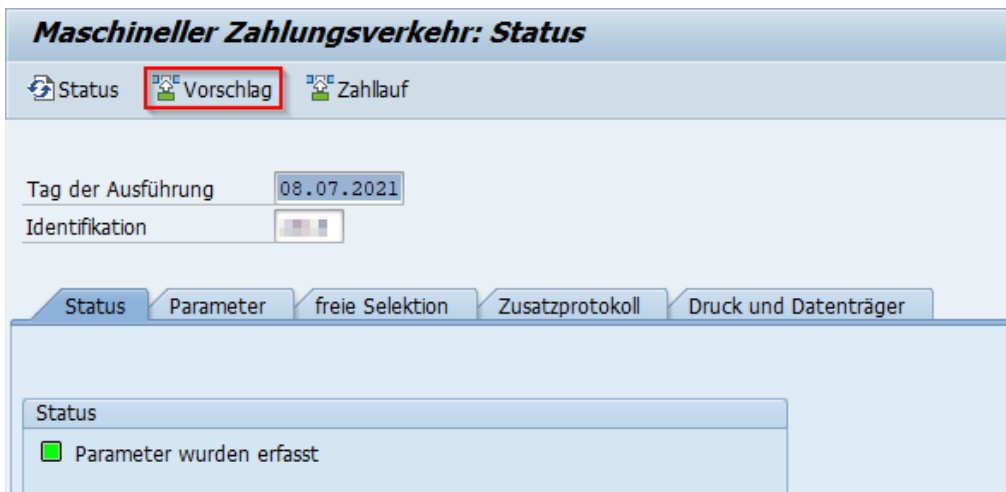 Maschineller Zahlungsverkehr: Status
Status Vorschlag Zahllauf
Tag der Ausführung 08.07.2021
Identifikation
Status Parameter freie Selektion Zusatzprotokoll Druck und Datenträger
Status
Parameter wurden erfasst